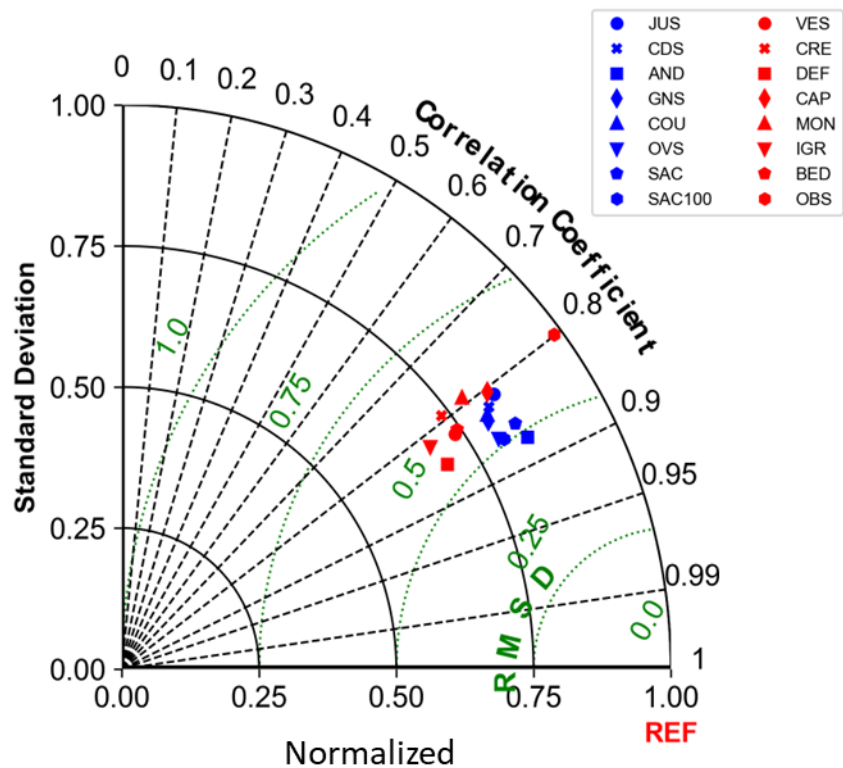 JUS VES
CDS CRE
AND DEF
GNS CAP
COU MON
OVS IGR
SAC BED
SAC100 OBS
Correlation Coefficient
0 0.1 0.2 0.3 0.4 0.5 0.6 0.7 0.8 0.9 0.95 0.99 1
Standard Deviation
1.00
0.75
0.50
0.25
0.00
1.0
0.75
0.5
0.25
0.0
RMSD
0.00 0.25 0.50 0.75 1.00
REF
Normalized